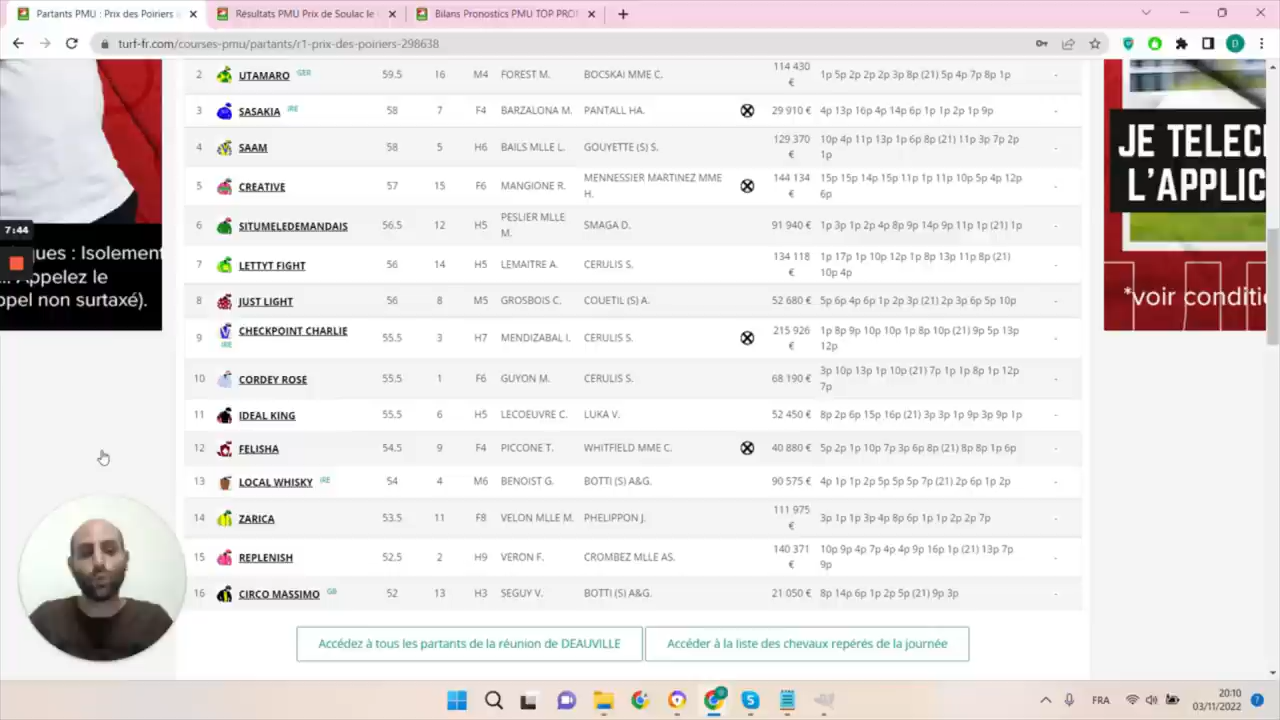 Partants PMU : Prix des Poiriers
Résultats PMU Prix de Soulac le
Bilans Pronostics PMU TOP PRO
turf-fr.com/courses-pmu/partants/r1-prix-des-poiriers-298638
2 UTAMARO GER 59.5 16 M4 FOREST M. BOCSKAI MME C. 114 430 € 1p 5p 2p 2p 2p 3p 8p (21) 5p 4p 7p 8p 1p -
3 SASAKIA IRE 58 7 F4 BARZALONA M. PANTALL HA. 29 910 € 4p 13p 16p 4p 14p 6p 1p 1p 2p 1p 9p -
4 SAAM 58 5 H6 BAILS MLLE L. GOUYETTE (S) S. 129 370 € 10p 4p 11p 13p 1p 6p 8p (21) 11p 3p 7p 2p 1p -
5 CREATIVE 57 15 F6 MANGIONE R. MENNESSIER MARTINEZ MME H. 144 134 € 15p 15p 14p 15p 11p 1p 11p 10p 5p 4p 12p 6p -
6 SITUMELEDEMANDAIS 56.5 12 H5 PESLIER MLLE M. SMAGA D. 91 940 € 1p 3p 1p 2p 4p 8p 9p 14p 9p 11p 1p (21) 1p -
7 LETTYT FIGHT 56 14 H5 LEMAITRE A. CERULIS S. 134 118 € 1p 17p 1p 10p 12p 1p 8p 13p 11p 8p (21) 10p 4p -
8 JUST LIGHT 56 8 M5 GROSBOIS C. COUETIL (S) A. 52 680 € 5p 6p 4p 6p 1p 2p 3p (21) 2p 3p 6p 5p 10p -
9 CHECKPOINT CHARLIE IRE 55.5 3 H7 MENDIZABAL I. CERULIS S. 215 926 € 1p 8p 9p 10p 10p 1p 8p 10p (21) 9p 5p 13p 12p -
10 CORDEY ROSE 55.5 1 F6 GUYON M. CERULIS S. 68 190 € 3p 10p 13p 1p 10p (21) 7p 1p 1p 8p 1p 12p 7p -
11 IDEAL KING 55.5 6 H5 LECOEUVRE C. LUKA V. 52 450 € 8p 2p 6p 15p 16p (21) 3p 3p 1p 9p 3p 9p 1p -
12 FELISHA 54.5 9 F4 PICCONE T. WHITFIELD MME C. 40 880 € 5p 2p 1p 10p 7p 3p 6p 8p (21) 8p 8p 1p 6p -
13 LOCAL WHISKY IRE 54 4 M6 BENOIST G. BOTTI (S) A&G. 90 575 € 4p 1p 1p 2p 5p 5p 5p 7p (21) 2p 6p 1p 2p -
14 ZARICA 53.5 11 F8 VELON MLLE M. PHELIPPON J. 111 975 € 3p 1p 1p 3p 4p 8p 6p 1p 1p 2p 2p 7p -
15 REPLENISH 52.5 2 H9 VERON F. CROMBEZ MLLE AS. 140 371 € 10p 9p 4p 7p 4p 4p 9p 16p 1p (21) 13p 7p 9p -
16 CIRCO MASSIMO GB 52 13 H3 SEGUY V. BOTTI (S) A&G. 21 050 € 8p 14p 6p 1p 2p 5p (21) 9p 3p -
7:44
ques : Isolement
Appelez le
ppel non surtaxé).
JE TELEC
L'APPLIC
*voir conditi
Accédez à tous les partants de la réunion de DEAUVILLE
Accéder à la liste des chevaux repérés de la journée
FRA
20:10
03/11/2022